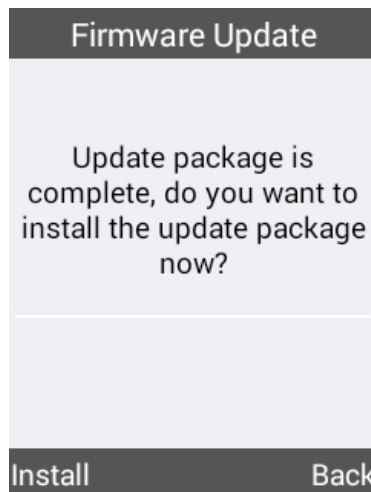 Firmware Update
Update package is
complete, do you want to
install the update package
now?
Install
Back